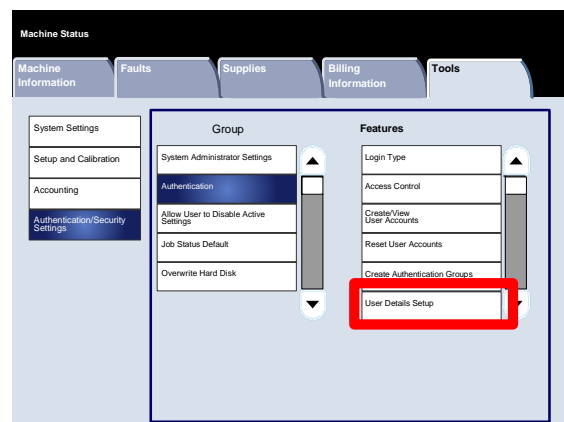 Machine Status
Machine
Information
Faults
Supplies
Billing
Information
Tools
System Settings
Setup and Calibration
Accounting
Authentication/Security
Settings
Group
System Administrator Settings
Authentication
Allow User to Disable Active
Settings
Job Status Default
Overwrite Hard Disk
Features
Login Type
Access Control
Create/View
User Accounts
Reset User Accounts
Create Authentication Groups
User Details Setup